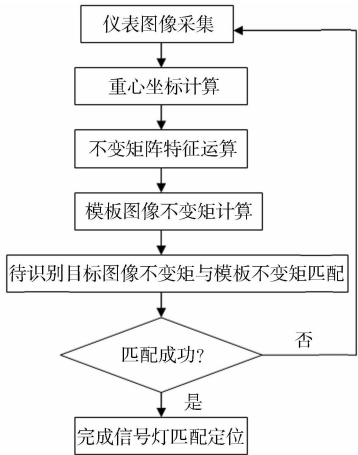 仪表图像采集
重心坐标计算
不变矩阵特征运算
模板图像不变矩计算
待识别目标图像不变矩与模板不变矩匹配
匹配成功?
否
是
完成信号灯匹配定位